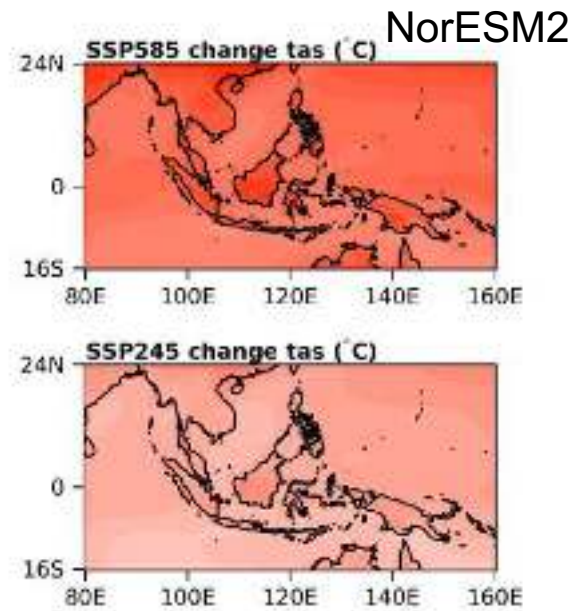 NorESM2
SSP585 change tas (°C)
24N
0
16S
80E 100E 120E 140E 160E
SSP245 change tas (°C)
24N
0
16S
80E 100E 120E 140E 160E